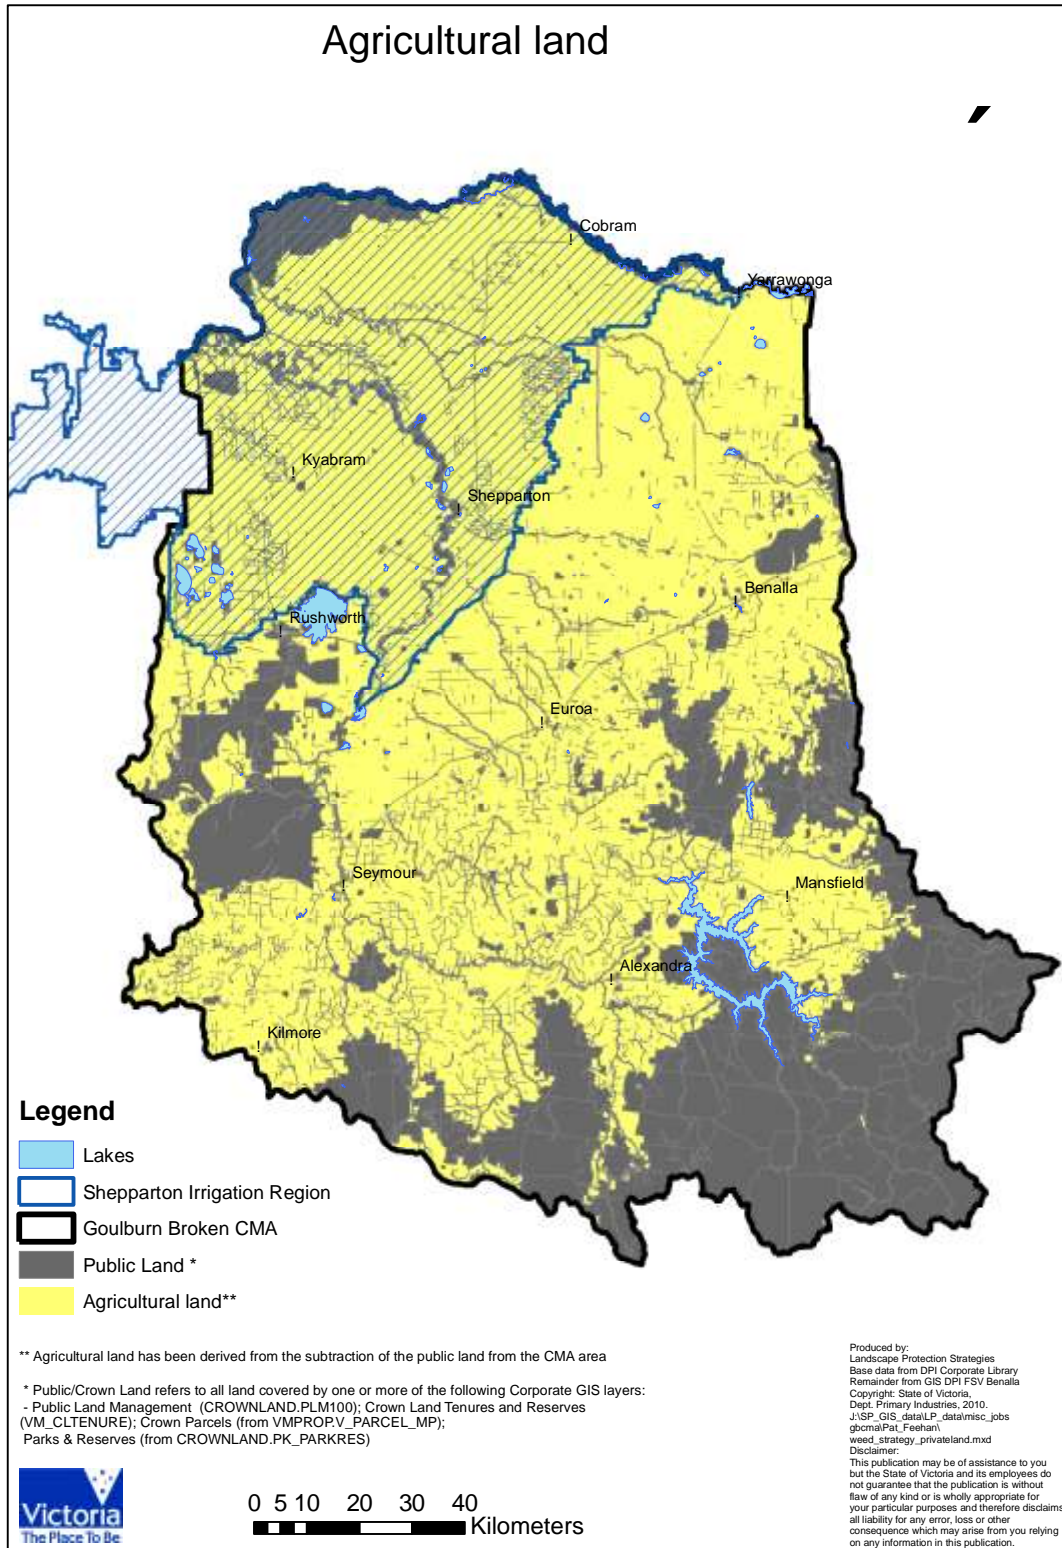 Agricultural land
Cobram
Yarrawonga
Kyabram
Shepparton
Benalla
Rushworth
Euroa
Seymour
Mansfield
Alexandra
Kilmore
Legend
Lakes
Shepparton Irrigation Region
Goulburn Broken CMA
Public Land *
Agricultural land**
** Agricultural land has been derived from the subtraction of the public land from the CMA area
* Public/Crown Land refers to all land covered by one or more of the following Corporate GIS layers:
- Public Land Management (CROWNLAND.PLM100); Crown Land Tenures and Reserves
(VM_CLTENURE); Crown Parcels (from VMPROP.V_PARCEL_MP);
Parks & Reserves (from CROWNLAND.PK_PARKRES)
Produced by:
Landscape Protection Strategies
Base data from DPI Corporate Library
Remainder from GIS DPI FSV Benalla
Copyright: State of Victoria,
Dept. Primary Industries, 2010.
J:\SP_GIS_data\LP_data\misc_jobs
gbcma\Pat_Feehan\
weed_strategy_privateland.mxd
Disclaimer:
This publication may be of assistance to you
but the State of Victoria and its employees do
not guarantee that the publication is without
flaw of any kind or is wholly appropriate for
your particular purposes and therefore disclaims
all liability for any error, loss or other
consequence which may arise from you relying
on any information in this publication.
Victoria
The Place To Be
0 5 10 20 30 40
Kilometers